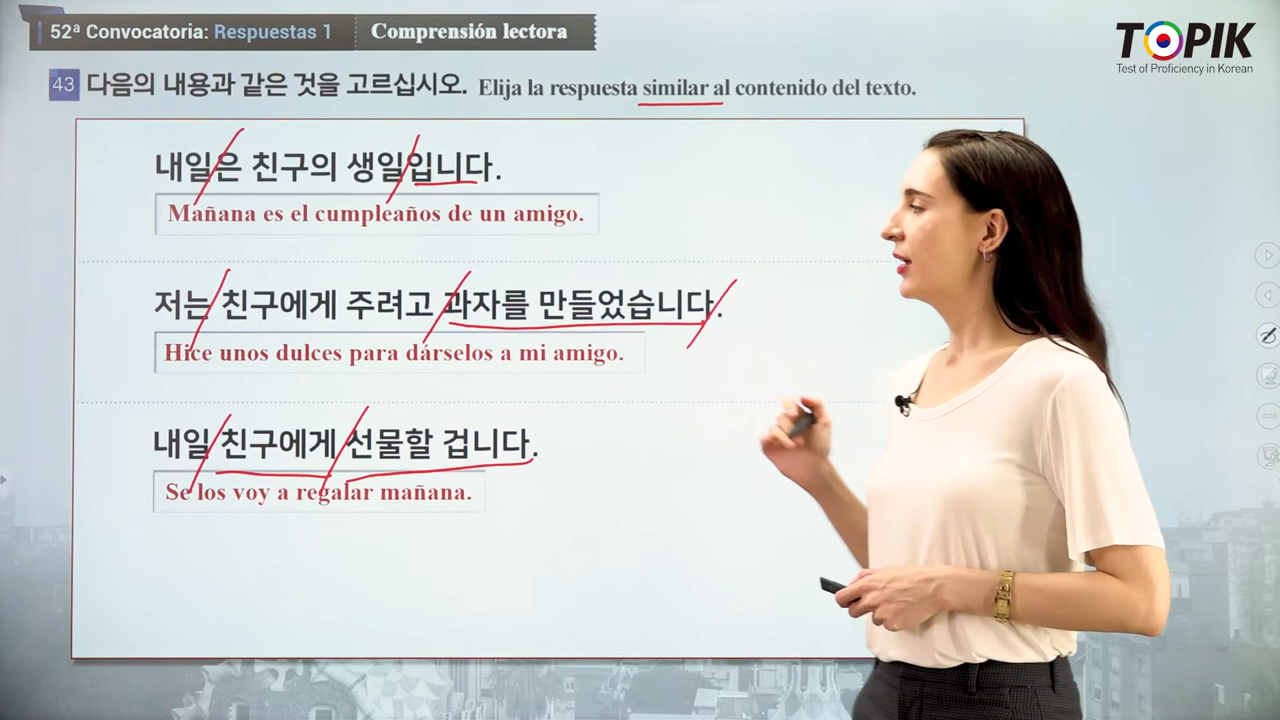 52ª Convocatoria: Respuestas 1
Comprensión lectora
TOPIK
Test of Proficiency in Korean
43 다음의 내용과 같은 것을 고르십시오. Elija la respuesta similar al contenido del texto.
내일은 친구의 생일입니다.
Mañana es el cumpleaños de un amigo.
저는 친구에게 주려고 과자를 만들었습니다.
Hice unos dulces para dárselos a mi amigo.
내일 친구에게 선물할 겁니다.
Se los voy a regalar mañana.